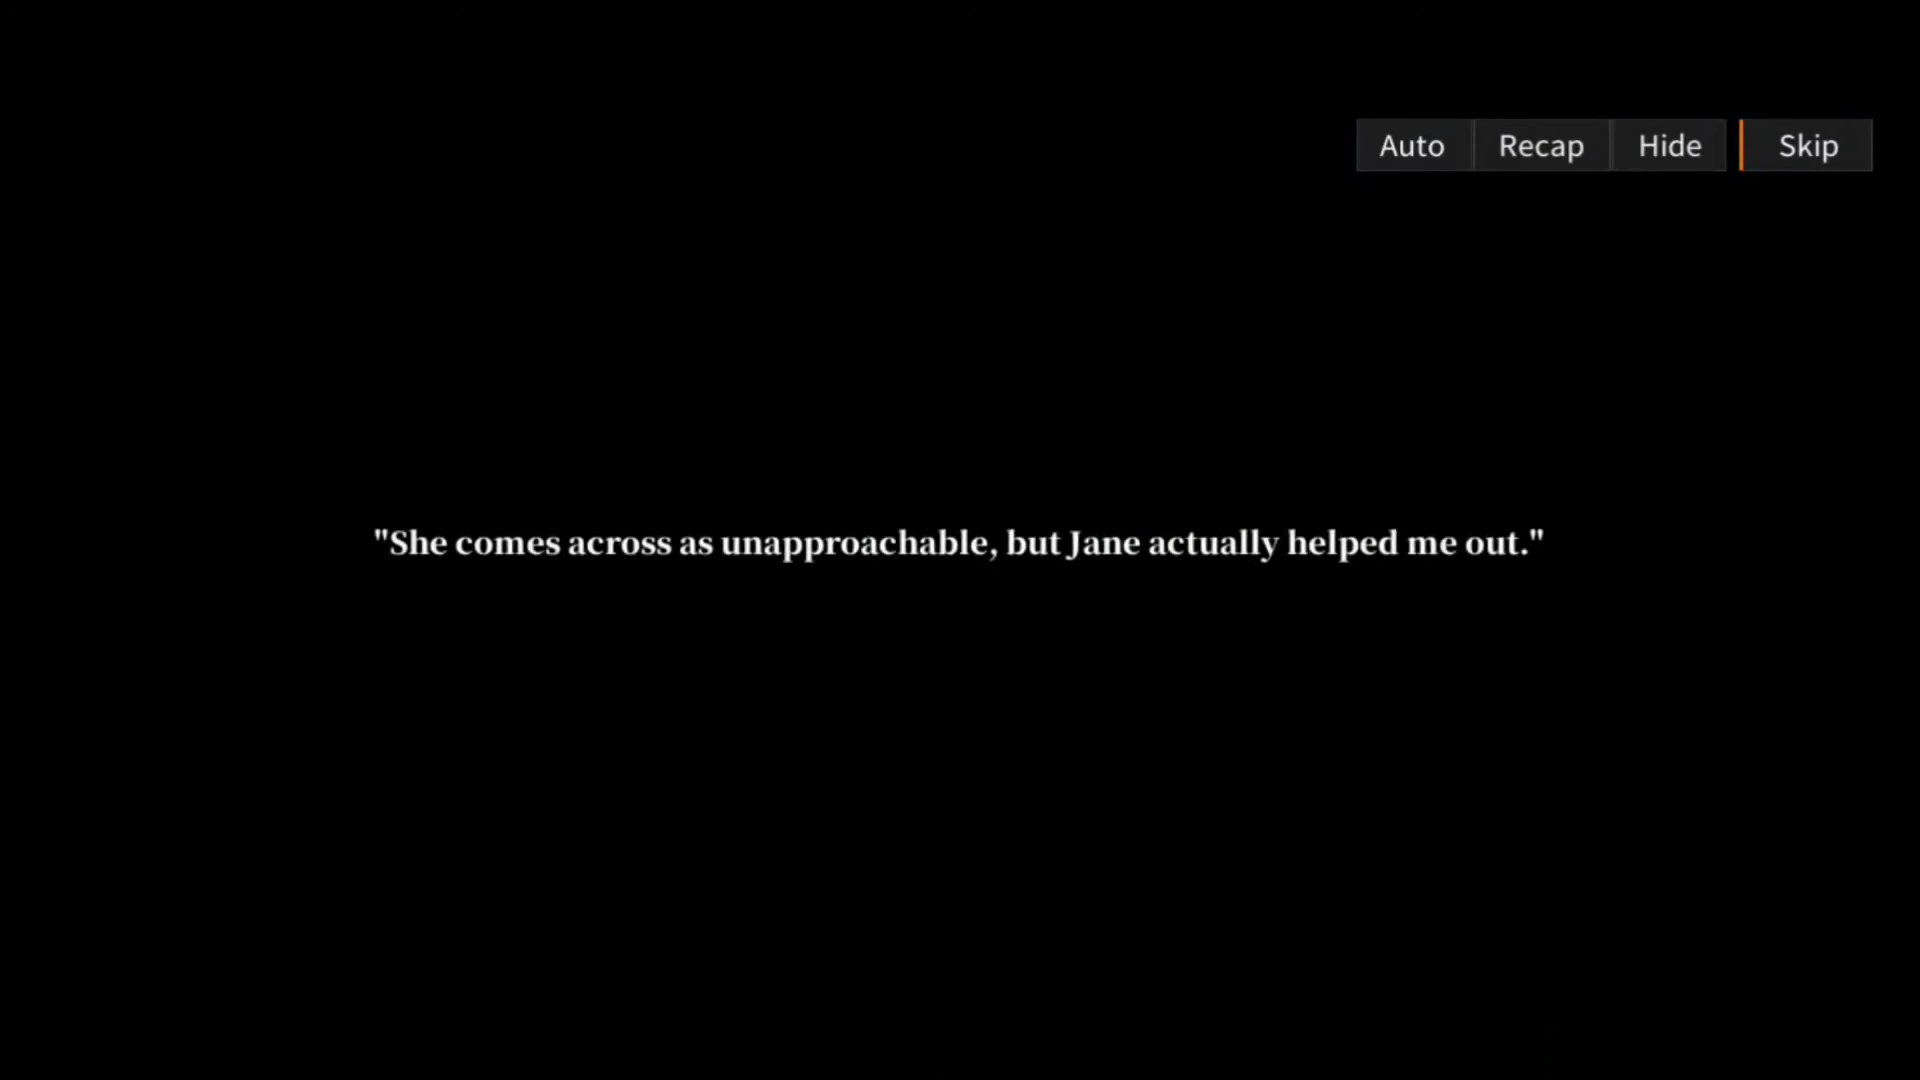 Auto Recap Hide Skip
"She comes across as unapproachable, but Jane actually helped me out."